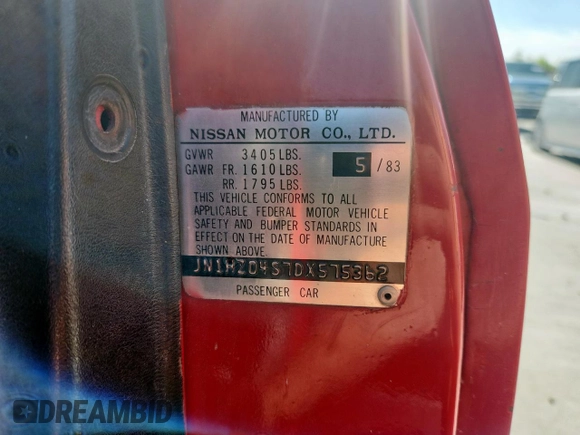 MANUFACTURED BY
NISSAN MOTOR CO., LTD.
GVWR 3405 LBS.
GAWR FR. 1610 LBS. 5 / 83
RR. 1795 LBS.
THIS VEHICLE CONFORMS TO ALL
APPLICABLE FEDERAL MOTOR VEHICLE
SAFETY AND BUMPER STANDARDS IN
EFFECT ON THE DATE OF MANUFACTURE
SHOWN ABOVE.
JN1HZ04S7DX575362
PASSENGER CAR
DREAMBID